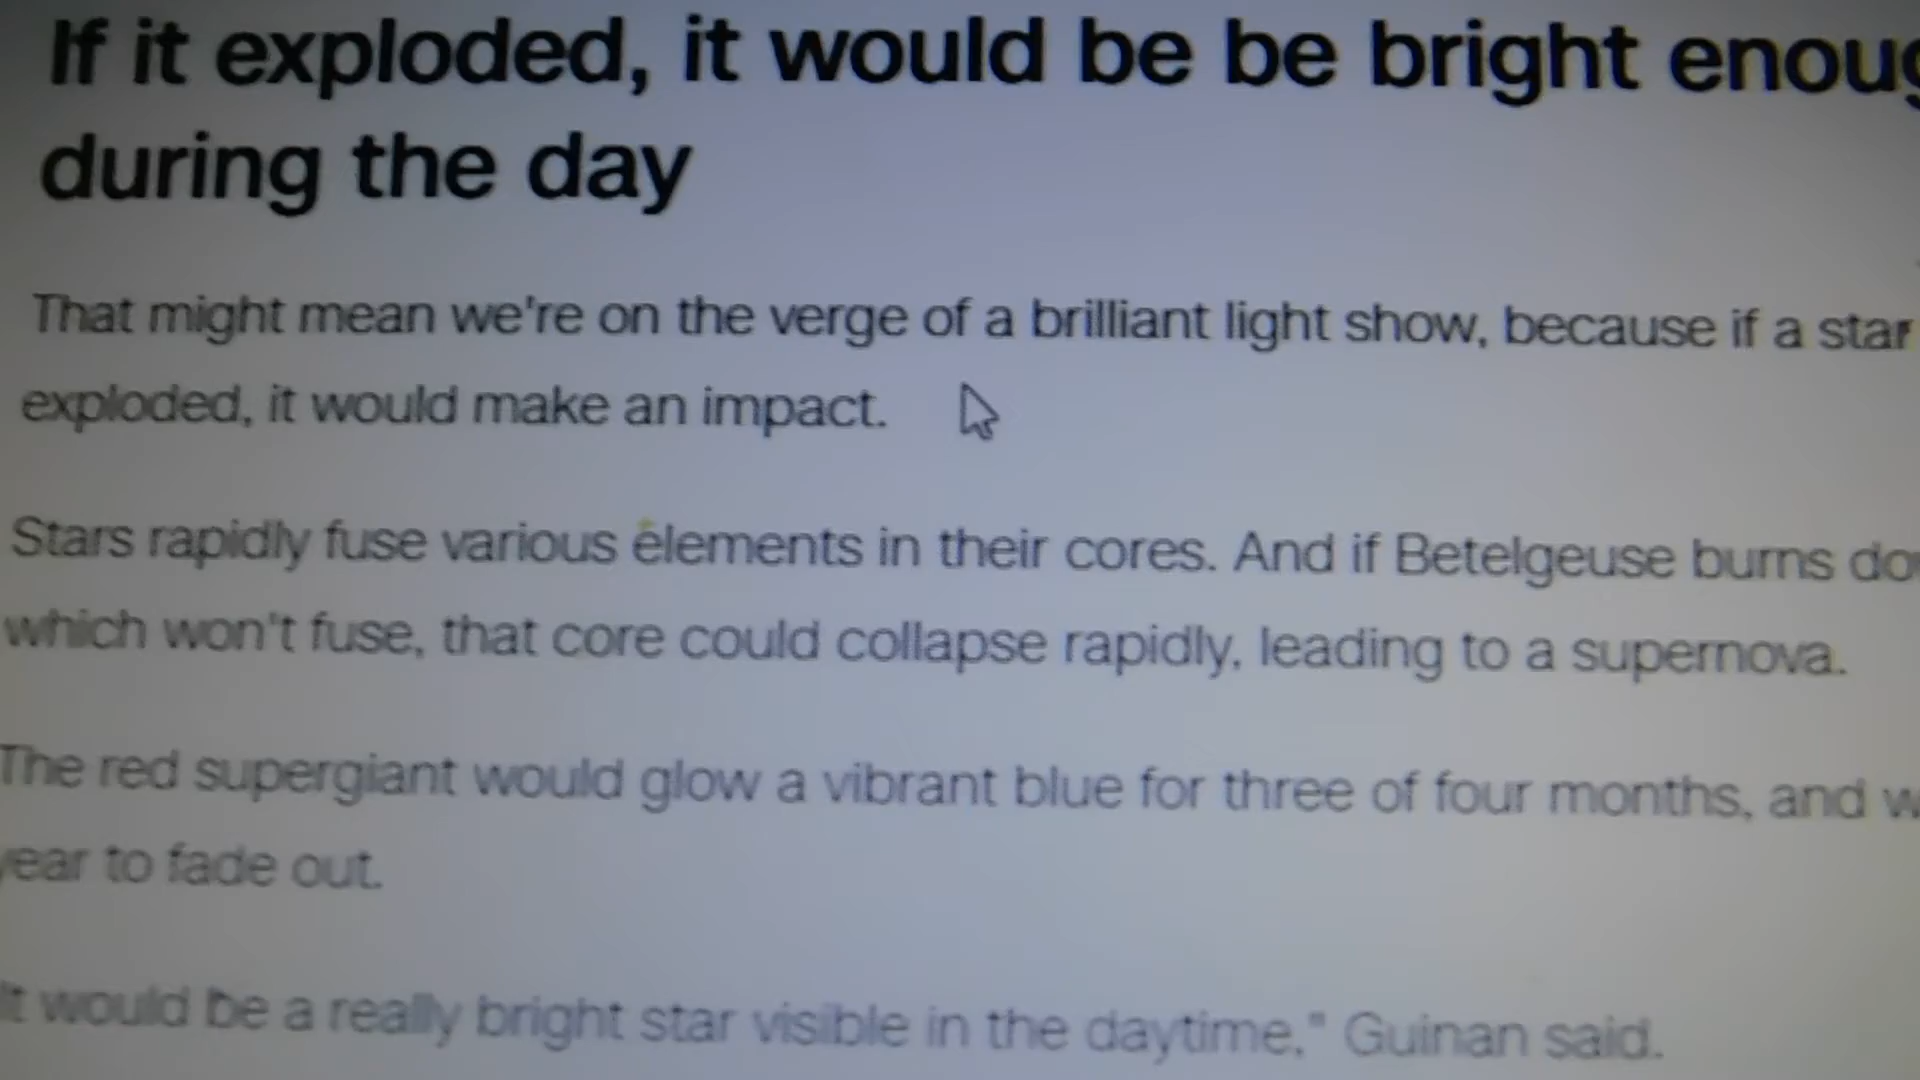 If it exploded, it would be be bright enoug
during the day
That might mean we're on the verge of a brilliant light show, because if a star
exploded, it would make an impact.
Stars rapidly fuse various elements in their cores. And if Betelgeuse burns do
which won't fuse, that core could collapse rapidly, leading to a supernova.
The red supergiant would glow a vibrant blue for three of four months, and w
year to fade out.
It would be a really bright star visible in the daytime," Guinan said.